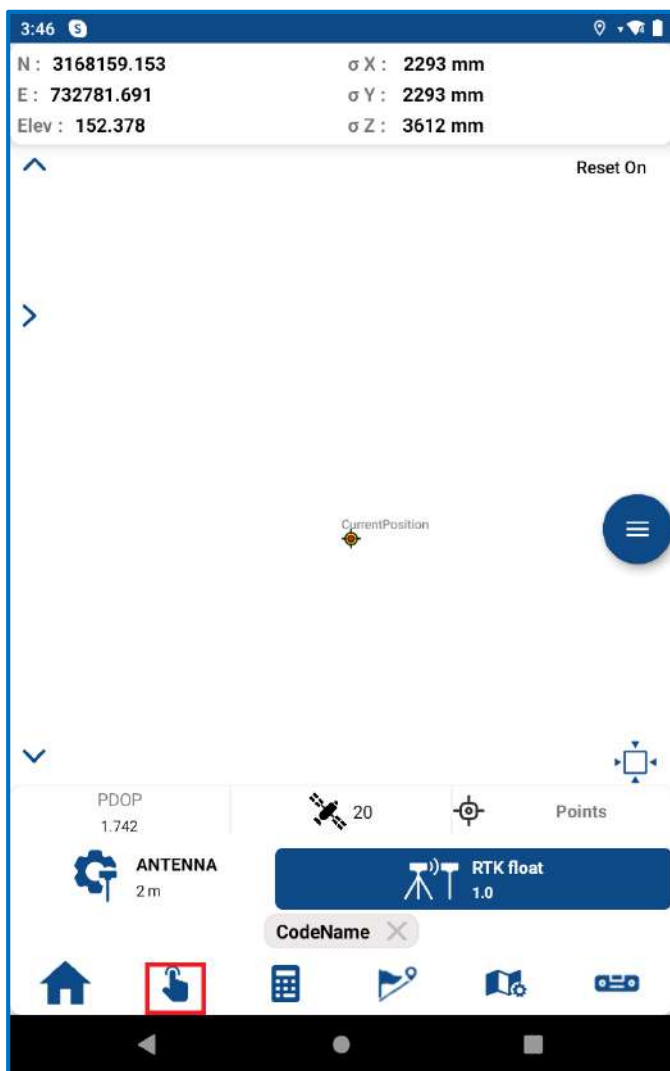 3:46 S
N : 3168159.153 σ X : 2293 mm
E : 732781.691 σ Y : 2293 mm
Elev : 152.378 σ Z : 3612 mm
Reset On
CurrentPosition
PDOP
1.742
20
Points
ANTENNA
2 m
RTK float
1.0
CodeName